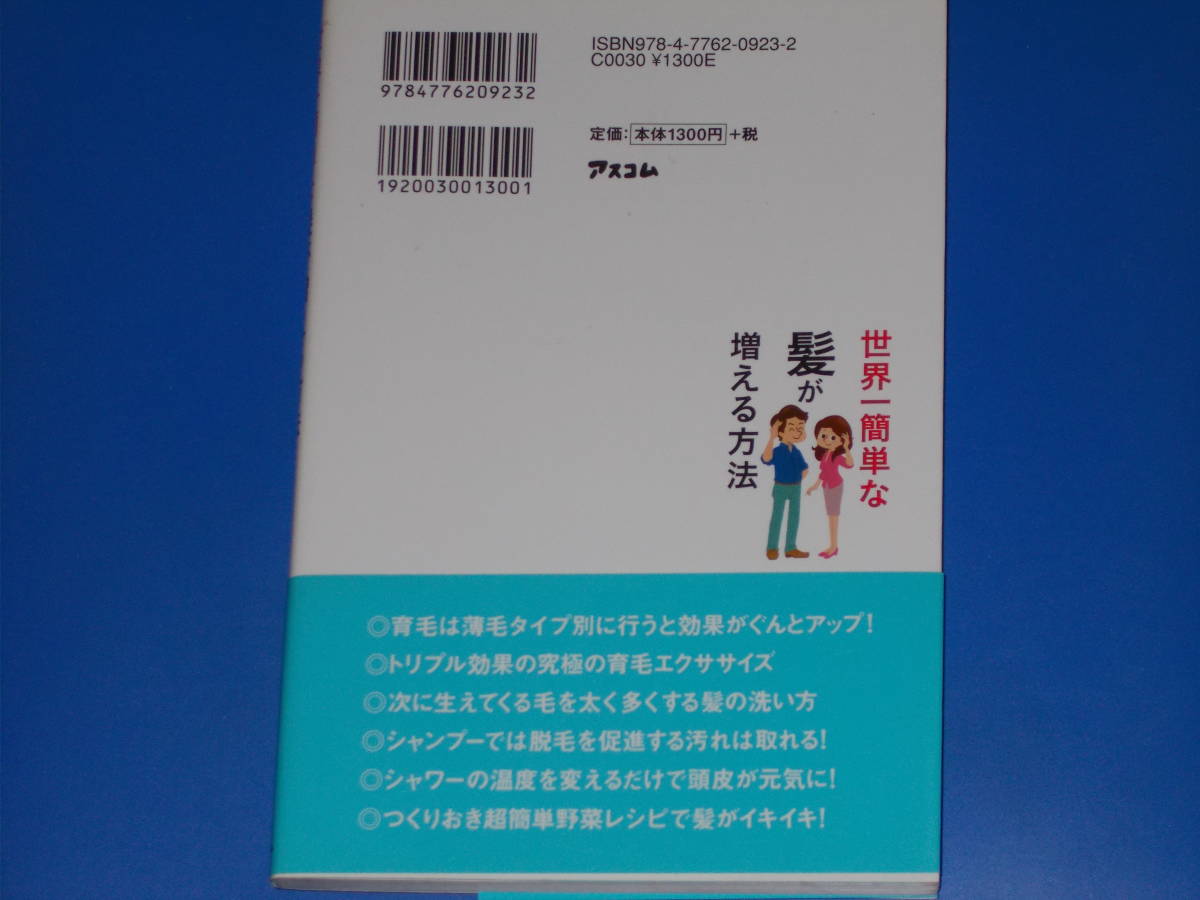 ISBN978-4-7762-0923-2
C0030 ¥1300E
9784776209232
定価:本体1300円+税
アスコム
1920030013001
世界一簡単な
髪が
増える方法
◎育毛は薄毛タイプ別に行うと効果がぐんとアップ!
◎トリプル効果の究極の育毛エクササイズ
◎次に生えてくる毛を太く多くする髪の洗い方
◎シャンプーでは脱毛を促進する汚れは取れる!
◎シャワーの温度を変えるだけで頭皮が元気に!
◎つくりおき超簡単野菜レシピで髪がイキイキ!